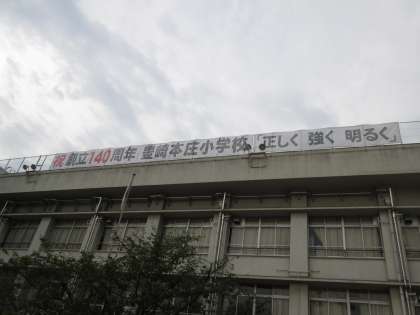 祝 創立140周年 豊崎本庄小学校 「正しく 強く 明るく」